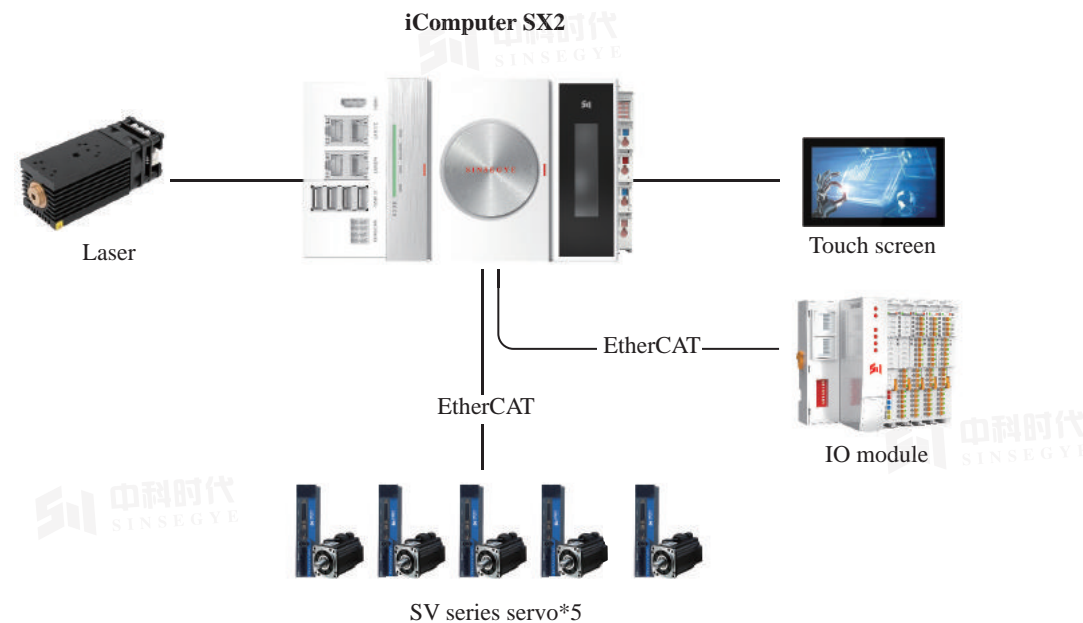 iComputer SX2
中科时代
SINSEGYE
SINSEGYE
Laser
Touch screen
EtherCAT
EtherCAT
IO module
中科时代
SINSEGYE
中科时代
SINSEGYE
SV series servo*5